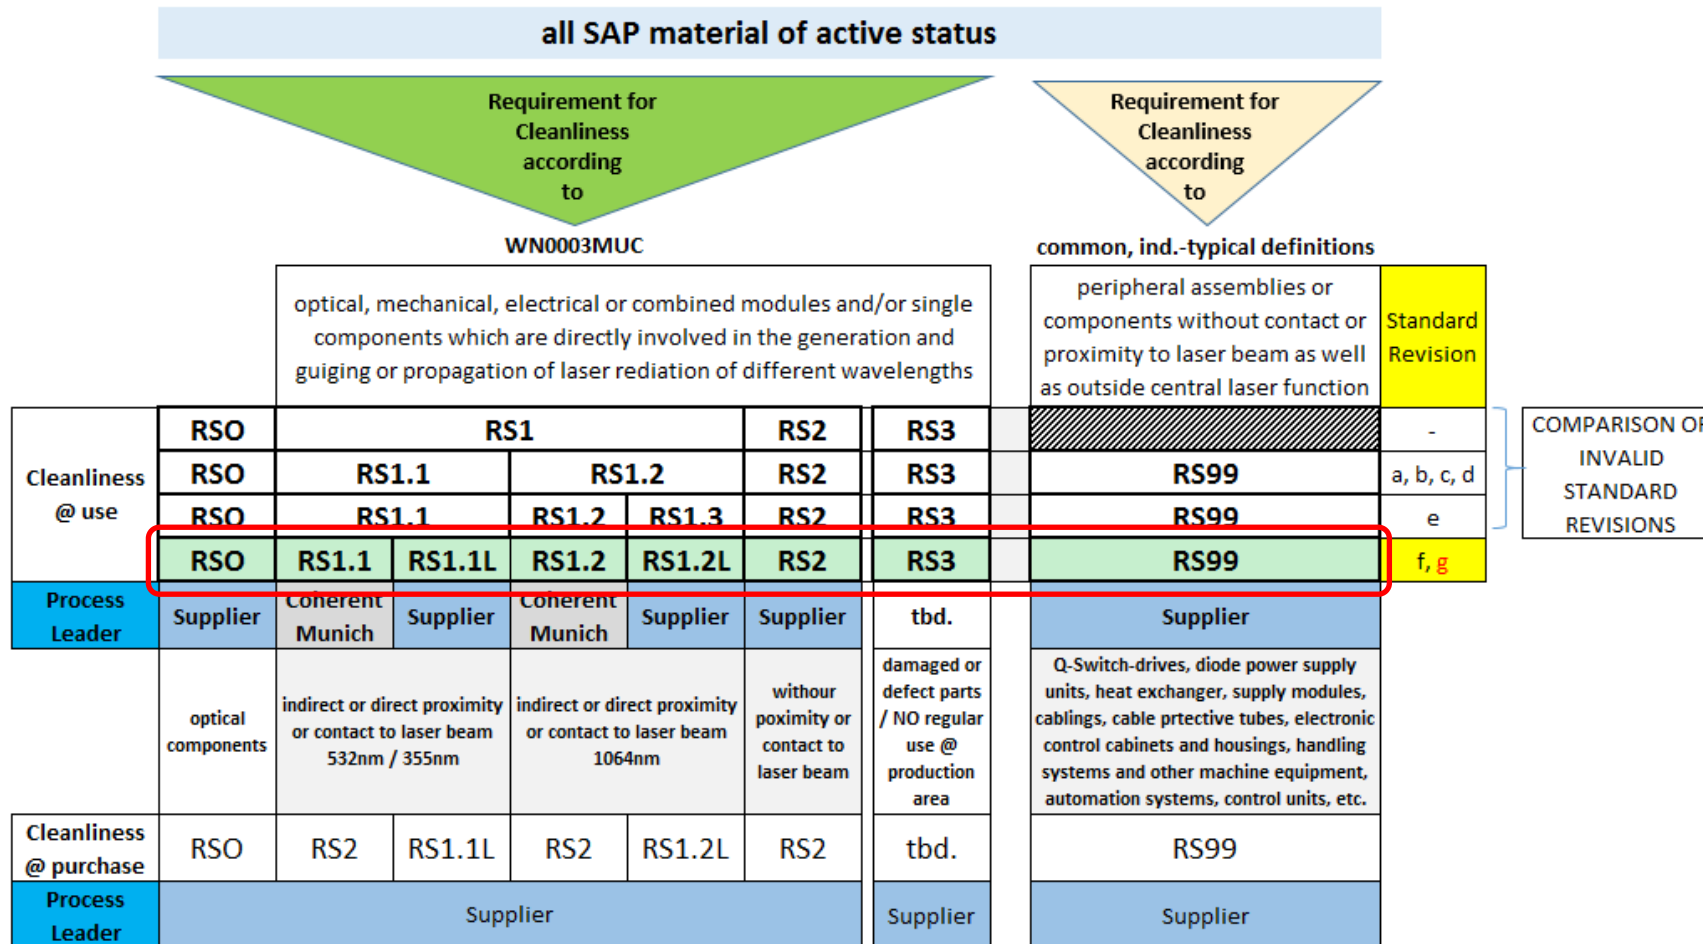 all SAP material of active status
Requirement for
Cleanliness
according
to
Requirement for
Cleanliness
according
to
WN0003MUC
common, ind.-typical definitions
optical, mechanical, electrical or combined modules and/or single
components which are directly involved in the generation and
guiging or propagation of laser rediation of different wavelengths
peripheral assemblies or
components without contact or
proximity to laser beam as well
as outside central laser function
Standard
Revision
Cleanliness
@ use
RSO RS1 RS2 RS3 -
RSO RS1.1 RS1.2 RS2 RS3 RS99 a, b, c, d
RSO RS1.1 RS1.2 RS1.3 RS2 RS3 RS99 e
RSO RS1.1 RS1.1L RS1.2 RS1.2L RS2 RS3 RS99 f, g
COMPARISON OF
INVALID
STANDARD
REVISIONS
Process
Leader
Supplier
Coherent
Munich
Supplier
Coherent
Munich
Supplier
Supplier
tbd.
Supplier
optical
components
indirect or direct proximity
or contact to laser beam
532nm / 355nm
indirect or direct proximity
or contact to laser beam
1064nm
withour
poximity or
contact to
laser beam
damaged or
defect parts
/ NO regular
use @
production
area
Q-Switch-drives, diode power supply
units, heat exchanger, supply modules,
cablings, cable prtective tubes, electronic
control cabinets and housings, handling
systems and other machine equipment,
automation systems, control units, etc.
Cleanliness
@ purchase
RSO RS2 RS1.1L RS2 RS1.2L RS2 tbd. RS99
Process
Leader
Supplier Supplier Supplier